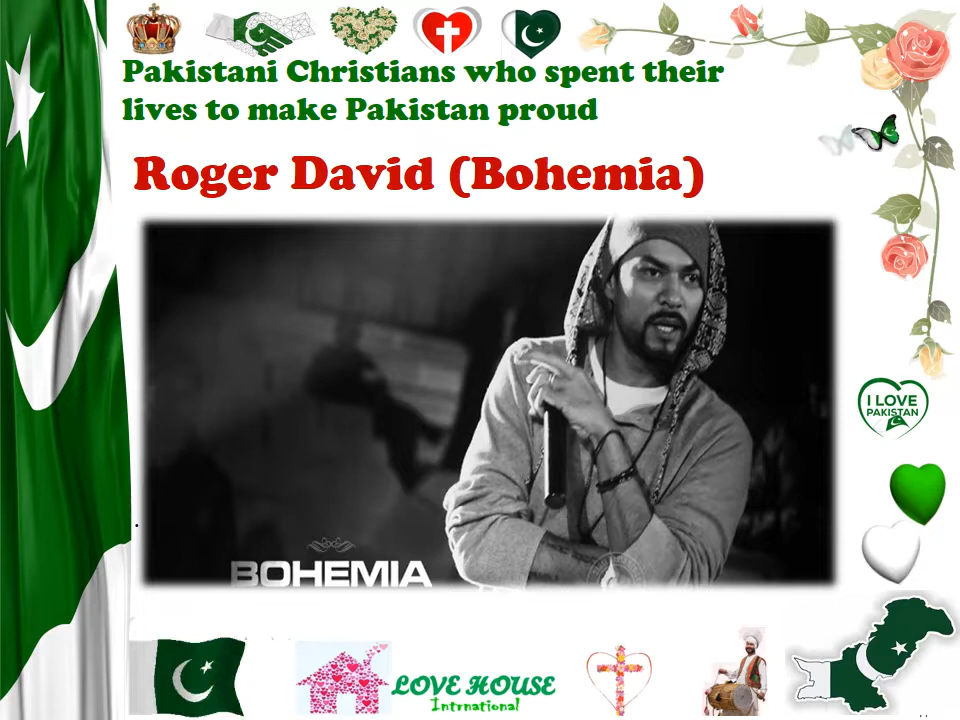 Pakistani Christians who spent their
lives to make Pakistan proud
Roger David (Bohemia)
I LOVE
PAKISTAN
.
BOHEMIA
LOVE HOUSE
Intrnational